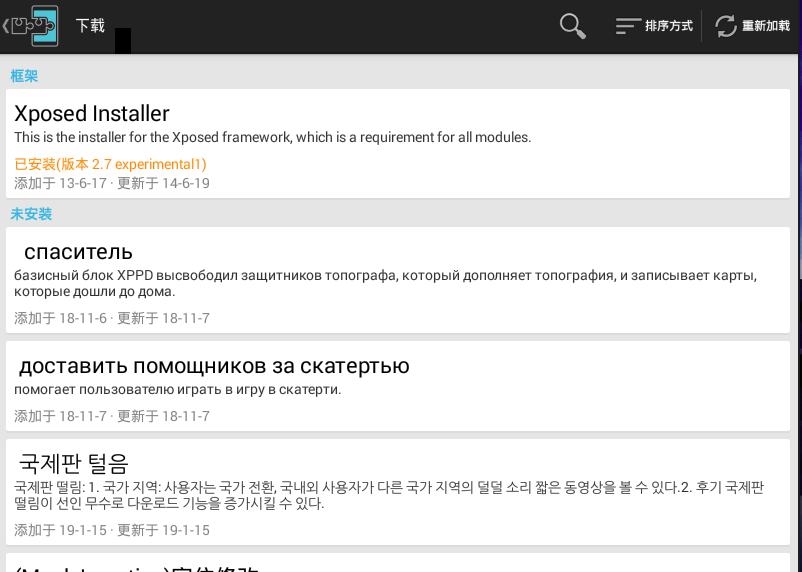 下载
排序方式
重新加载
框架
Xposed Installer
This is the installer for the Xposed framework, which is a requirement for all modules.
已安装(版本 2.7 experimental1)
添加于 13-6-17 · 更新于 14-6-19
未安装
спаситель
базисный блок XPPD высвободил защитников топографа, который дополняет топография, и записывает карты,
которые дошли до дома.
添加于 18-11-6 · 更新于 18-11-7
доставить помощников за скатертью
помогает пользователю играть в игру в скатерти.
添加于 18-11-7 · 更新于 18-11-7
국제판 털음
국제판 떨림: 1. 국가 지역: 사용자는 국가 전환, 국내외 사용자가 다른 국가 지역의 덜덜 소리 짧은 동영상을 볼 수 있다.2. 후기 국제판
떨림이 선인 무수로 다운로드 기능을 증가시킬 수 있다.
添加于 19-1-15 · 更新于 19-1-15